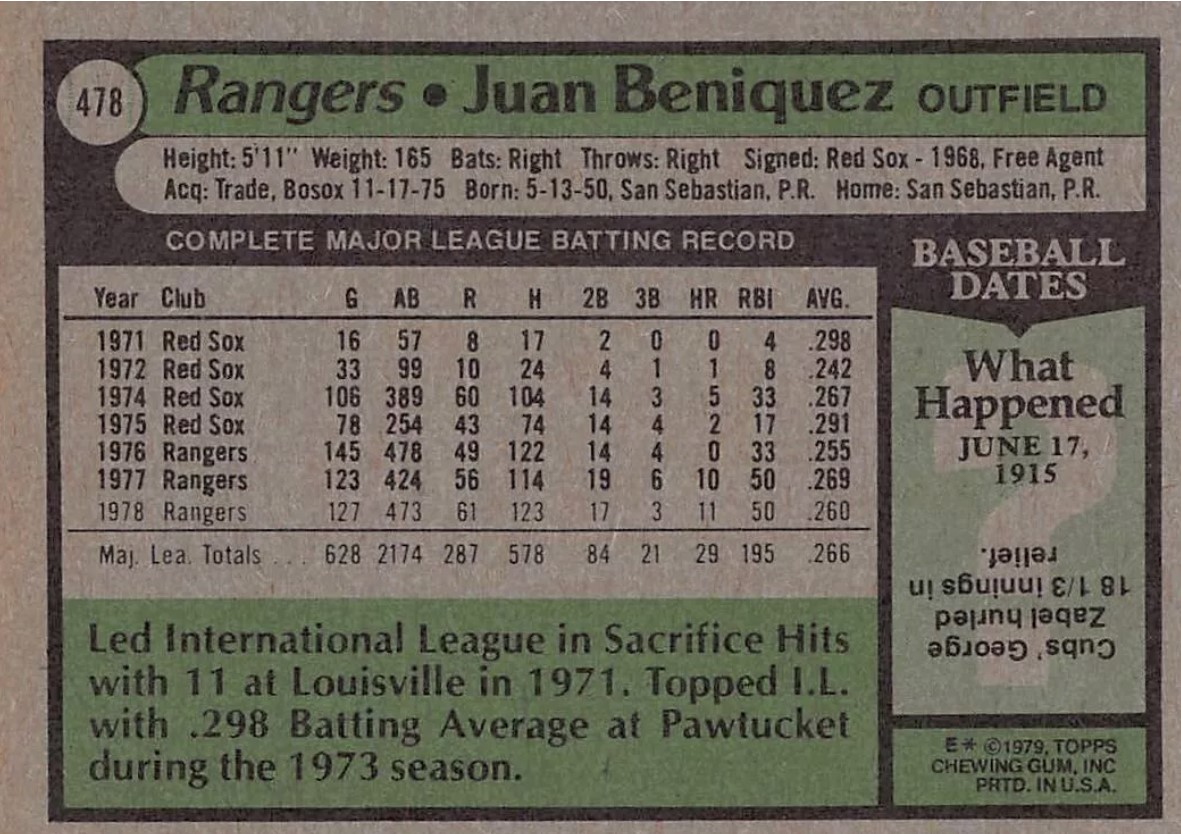 478
Rangers • Juan Beniquez OUTFIELD
Height: 5'11" Weight: 165 Bats: Right Throws: Right Signed: Red Sox - 1968, Free Agent
Acq: Trade, Bosox 11-17-75 Born: 5-13-50, San Sebastian, P.R. Home: San Sebastian, P.R.
COMPLETE MAJOR LEAGUE BATTING RECORD
Year Club G AB R H 2B 3B HR RBI AVG.
1971 Red Sox 16 57 8 17 2 0 0 4 .298
1972 Red Sox 33 99 10 24 4 1 1 8 .242
1974 Red Sox 106 389 60 104 14 3 5 33 .267
1975 Red Sox 78 254 43 74 14 4 2 17 .291
1976 Rangers 145 478 49 122 14 4 0 33 .255
1977 Rangers 123 424 56 114 19 6 10 50 .269
1978 Rangers 127 473 61 123 17 3 11 50 .260
Maj. Lea. Totals ... 628 2174 287 578 84 21 29 195 .266
Led International League in Sacrifice Hits
with 11 at Louisville in 1971. Topped I.L.
with .298 Batting Average at Pawtucket
during the 1973 season.
BASEBALL
DATES
What
Happened
JUNE 17,
1915
?
Cubs' George
Zabel hurled
18 1/3 innings in
relief.
E* ©1979, TOPPS
CHEWING GUM, INC
PRTD. IN U.S.A.